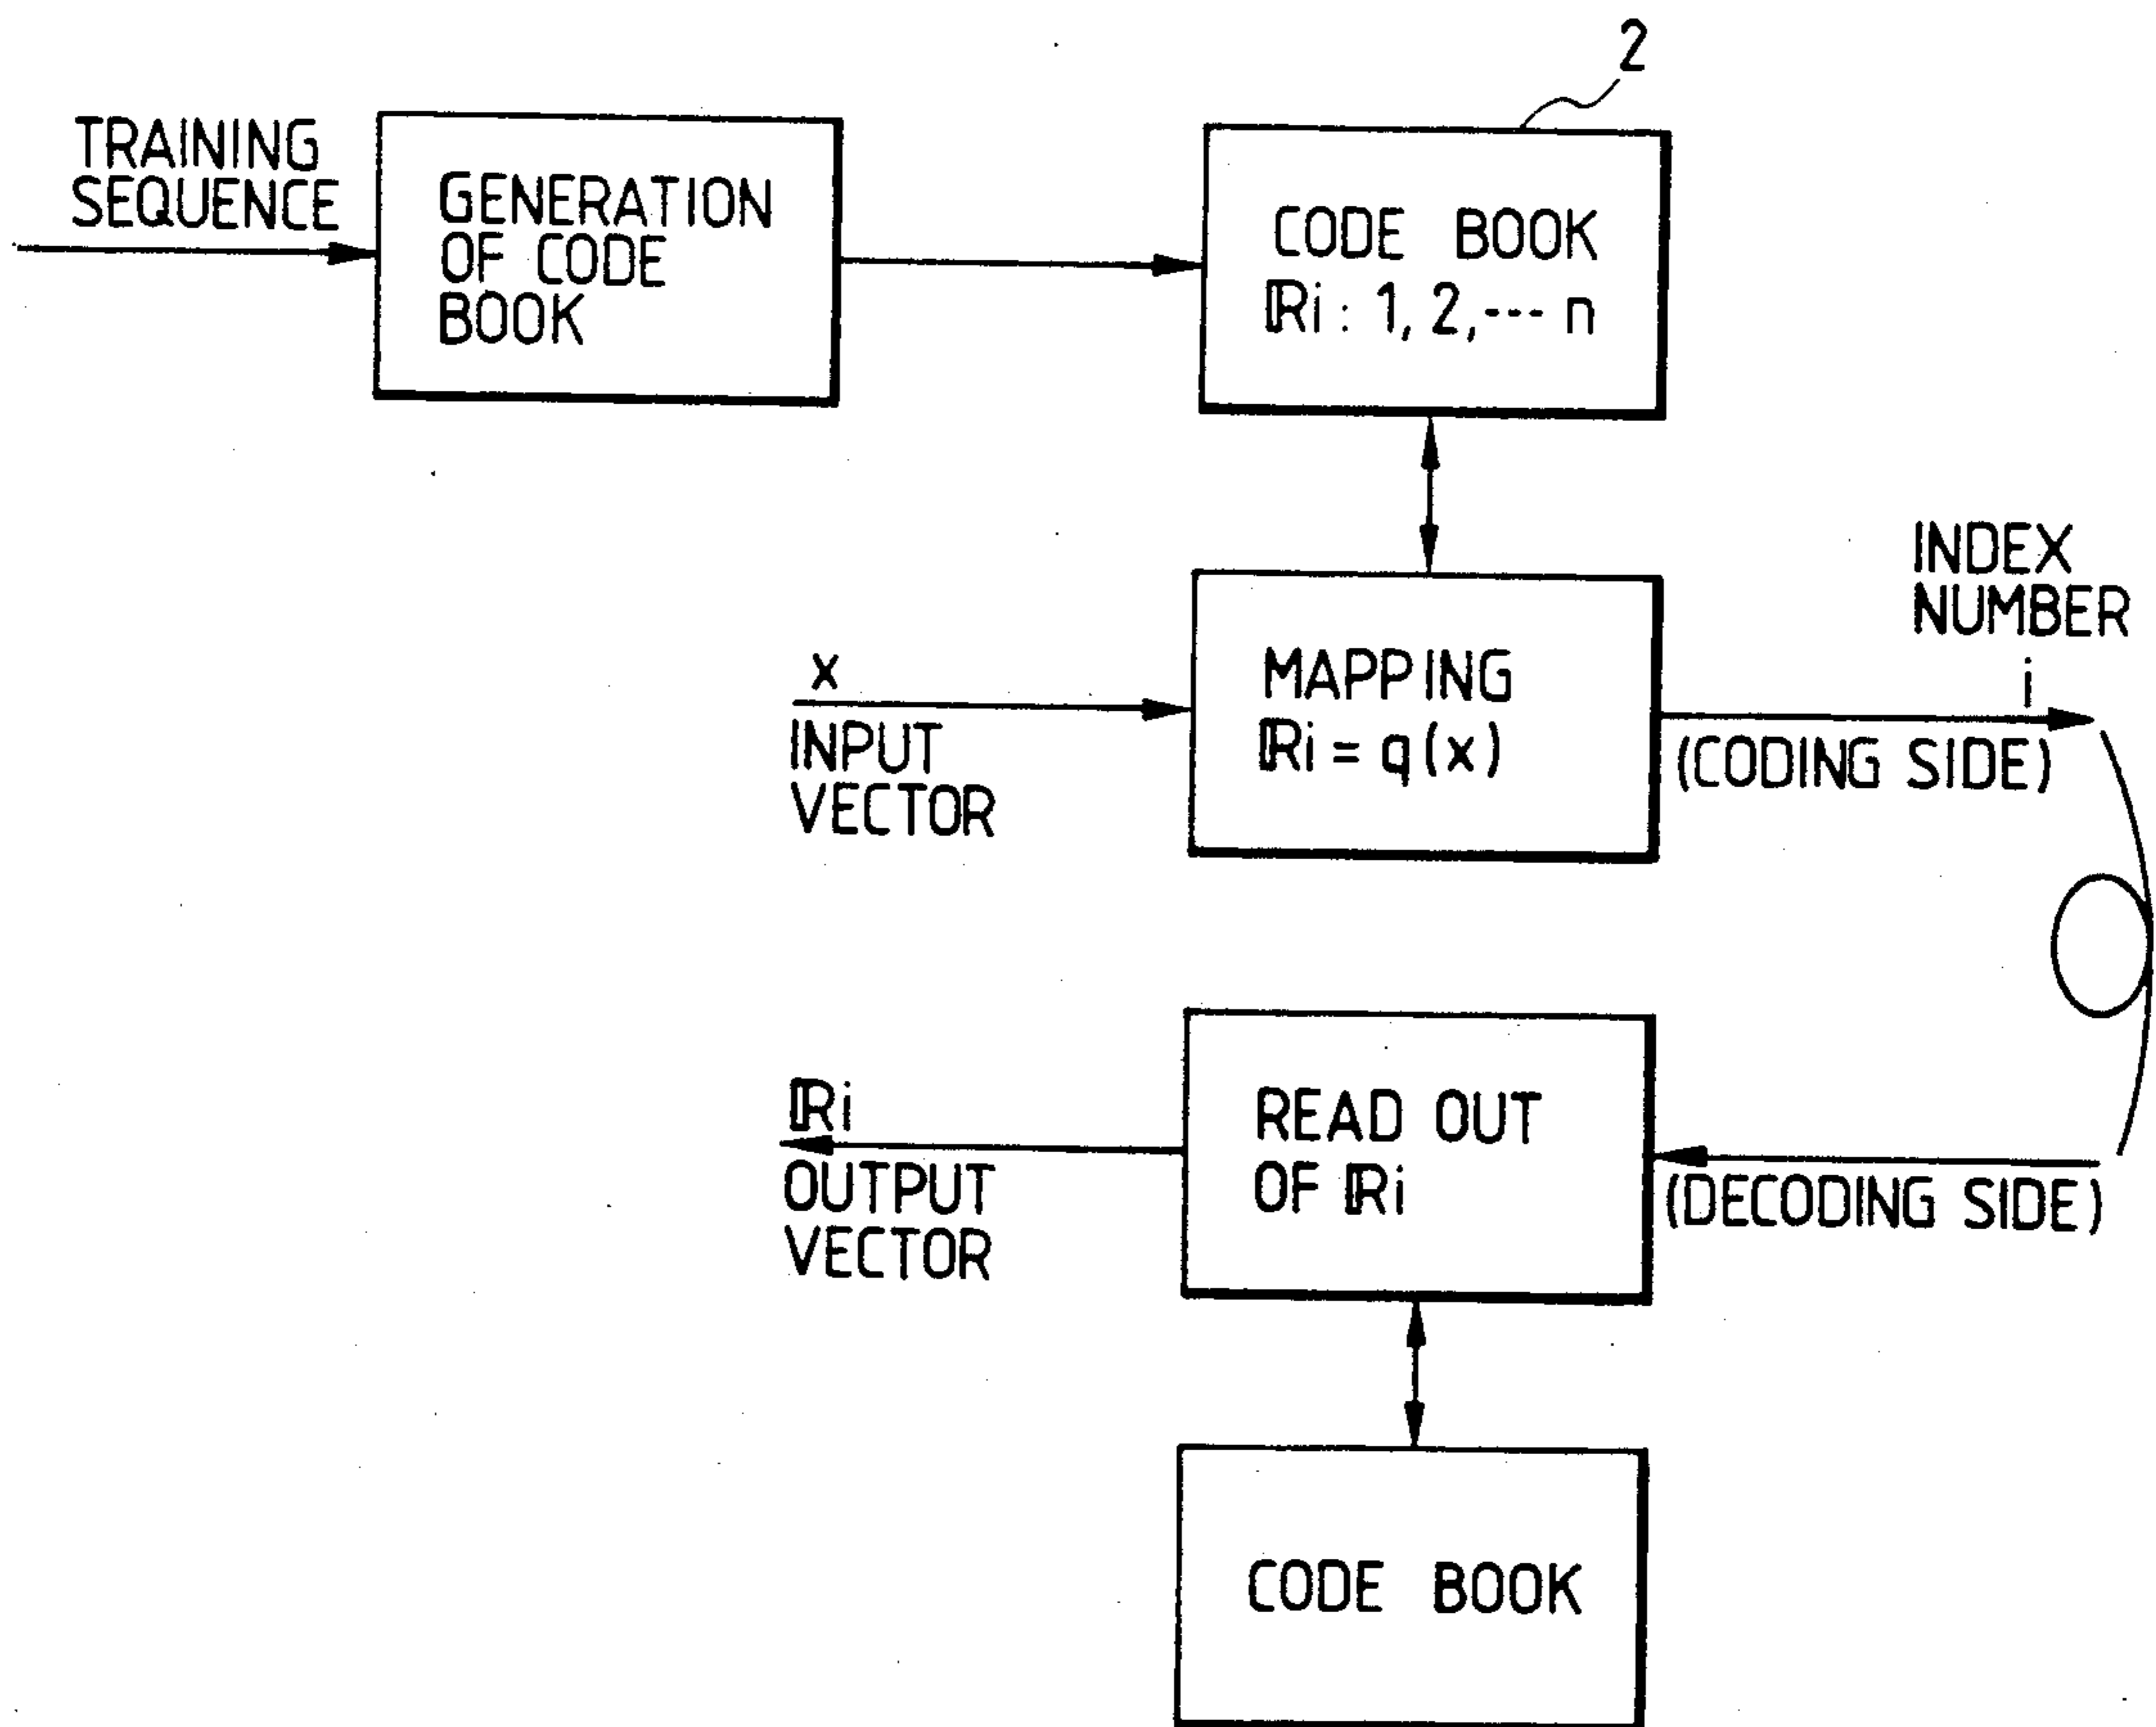 2
TRAINING
SEQUENCE
GENERATION
OF CODE
BOOK
CODE BOOK
ℝi : 1, 2, --- n
x
INPUT
VECTOR
MAPPING
ℝi = q(x)
INDEX
NUMBER
i
(CODING SIDE)
ℝi
OUTPUT
VECTOR
READ OUT
OF ℝi
(DECODING SIDE)
CODE BOOK